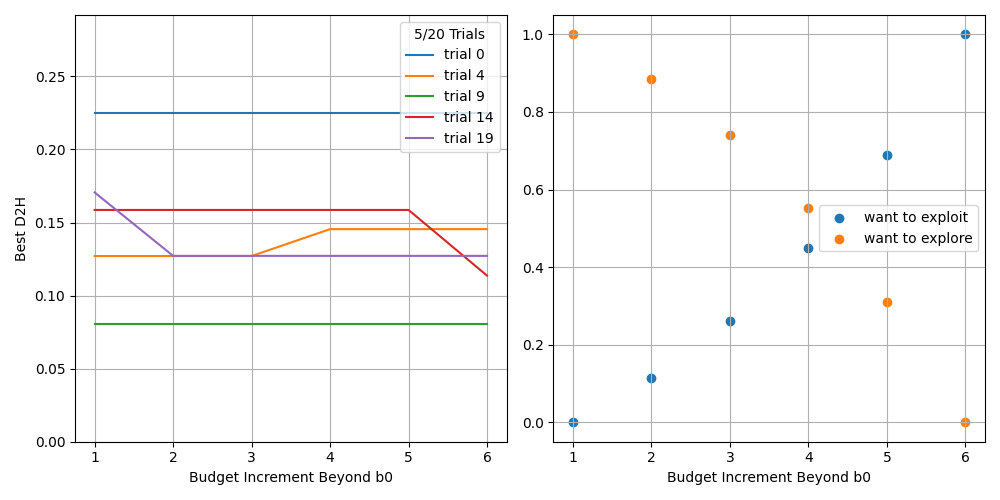 5/20 Trials
trial 0
trial 4
trial 9
trial 14
trial 19
0.25
0.20
0.15
0.10
0.05
0.00
Best D2H
1 2 3 4 5 6
Budget Increment Beyond b0
1.0
0.8
0.6
0.4
0.2
0.0
want to exploit
want to explore
1 2 3 4 5 6
Budget Increment Beyond b0